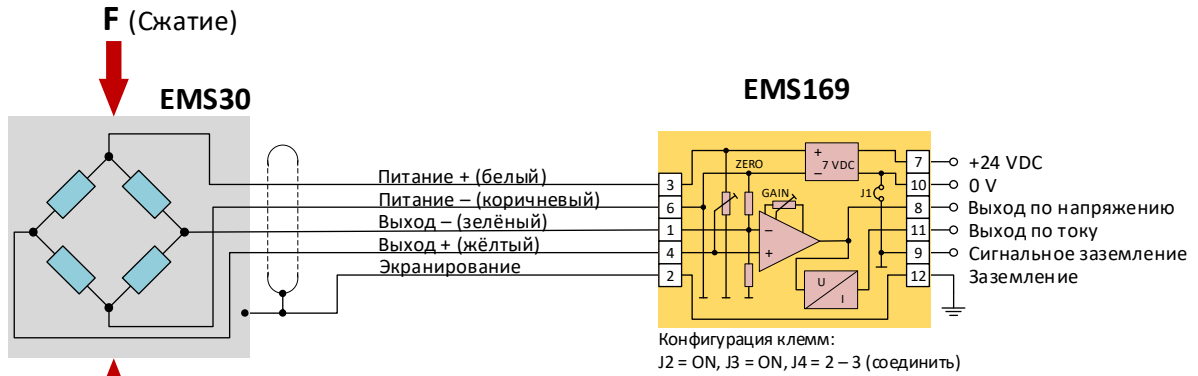 F (Сжатие)
EMS30
EMS169
Питание + (белый)
Питание – (коричневый)
Выход – (зелёный)
Выход + (жёлтый)
Экранирование
3
6
1
4
2
ZERO
GAIN
+
7 VDC
–
J1
–
+
U
I
7
10
8
11
9
12
+24 VDC
0 V
Выход по напряжению
Выход по току
Сигнальное заземление
Заземление
Конфигурация клемм:
J2 = ON, J3 = ON, J4 = 2 – 3 (соединить)